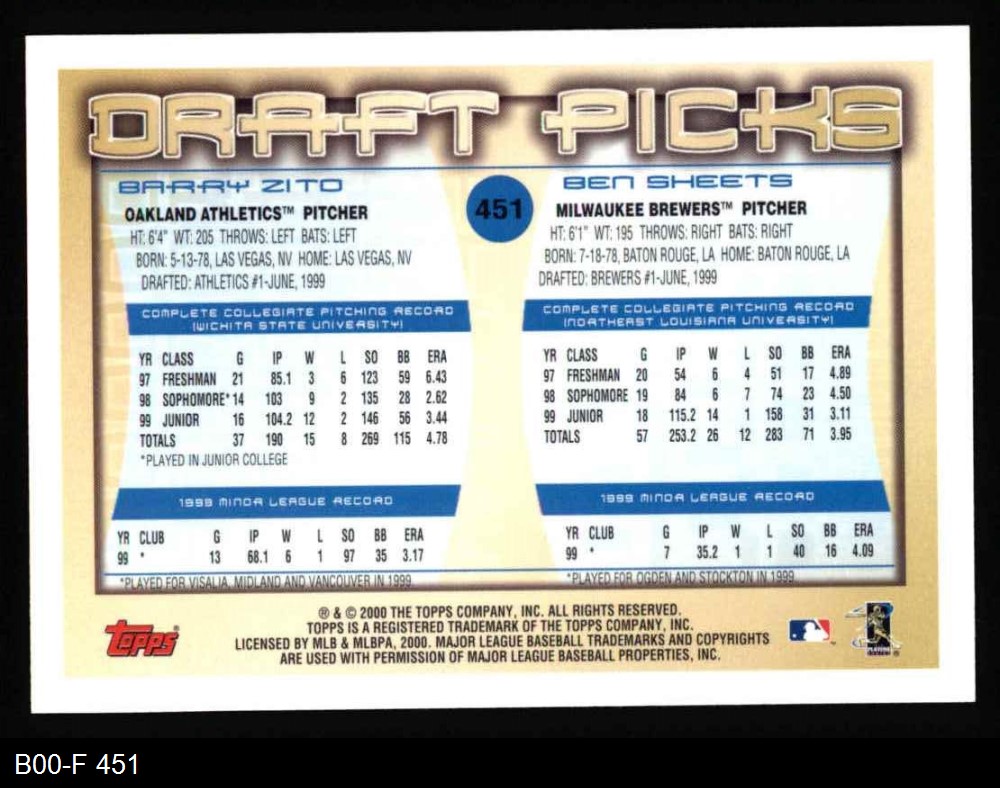 DRAFT PICKS
BARRY ZITO
OAKLAND ATHLETICS™ PITCHER
HT: 6'4" WT: 205 THROWS: LEFT BATS: LEFT
BORN: 5-13-78, LAS VEGAS, NV HOME: LAS VEGAS, NV
DRAFTED: ATHLETICS #1-JUNE, 1999
COMPLETE COLLEGIATE PITCHING RECORD
(WICHITA STATE UNIVERSITY)
YR CLASS G IP W L SO BB ERA
97 FRESHMAN 21 85.1 3 6 123 59 6.43
98 SOPHOMORE* 14 103 9 2 135 28 2.62
99 JUNIOR 16 104.2 12 2 146 56 3.44
TOTALS 37 190 15 8 269 115 4.78
*PLAYED IN JUNIOR COLLEGE
1999 MINOR LEAGUE RECORD
YR CLUB G IP W L SO BB ERA
99 * 13 68.1 6 1 97 35 3.17
*PLAYED FOR VISALIA, MIDLAND AND VANCOUVER IN 1999
451
BEN SHEETS
MILWAUKEE BREWERS™ PITCHER
HT: 6'1" WT: 195 THROWS: RIGHT BATS: RIGHT
BORN: 7-18-78, BATON ROUGE, LA HOME: BATON ROUGE, LA
DRAFTED: BREWERS #1-JUNE, 1999
COMPLETE COLLEGIATE PITCHING RECORD
(NORTHEAST LOUISIANA UNIVERSITY)
YR CLASS G IP W L SO BB ERA
97 FRESHMAN 20 54 6 4 51 17 4.89
98 SOPHOMORE 19 84 6 7 74 23 4.50
99 JUNIOR 18 115.2 14 1 158 31 3.11
TOTALS 57 253.2 26 12 283 71 3.95
1999 MINOR LEAGUE RECORD
YR CLUB G IP W L SO BB ERA
99 * 7 35.2 1 1 40 16 4.09
*PLAYED FOR OGDEN AND STOCKTON IN 1999
Topps®
® & © 2000 THE TOPPS COMPANY, INC. ALL RIGHTS RESERVED.
TOPPS IS A REGISTERED TRADEMARK OF THE TOPPS COMPANY, INC.
LICENSED BY MLB & MLBPA, 2000. MAJOR LEAGUE BASEBALL TRADEMARKS AND COPYRIGHTS
ARE USED WITH PERMISSION OF MAJOR LEAGUE BASEBALL PROPERTIES, INC.
B00-F 451